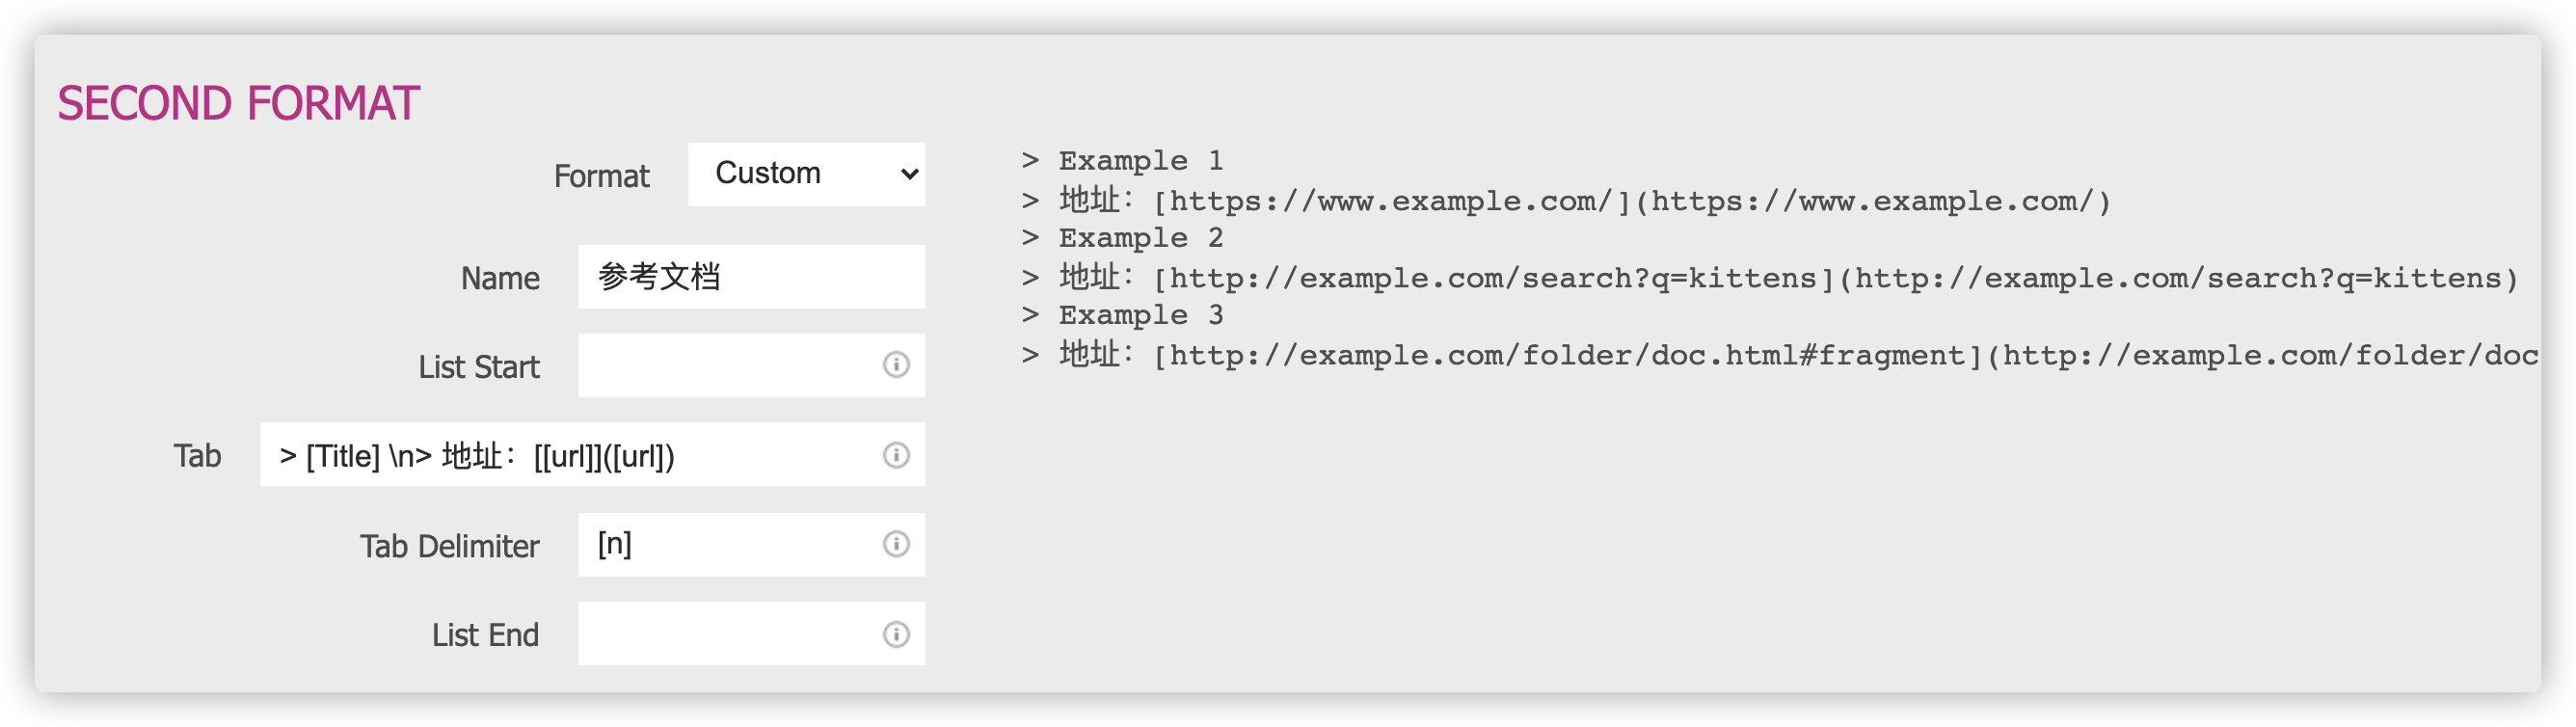 SECOND FORMAT
Format Custom
Name 参考文档
List Start
Tab > [Title] \n> 地址：[[url]]([url])
Tab Delimiter [n]
List End
> Example 1
> 地址：[https://www.example.com/](https://www.example.com/)
> Example 2
> 地址：[http://example.com/search?q=kittens](http://example.com/search?q=kittens)
> Example 3
> 地址：[http://example.com/folder/doc.html#fragment](http://example.com/folder/doc